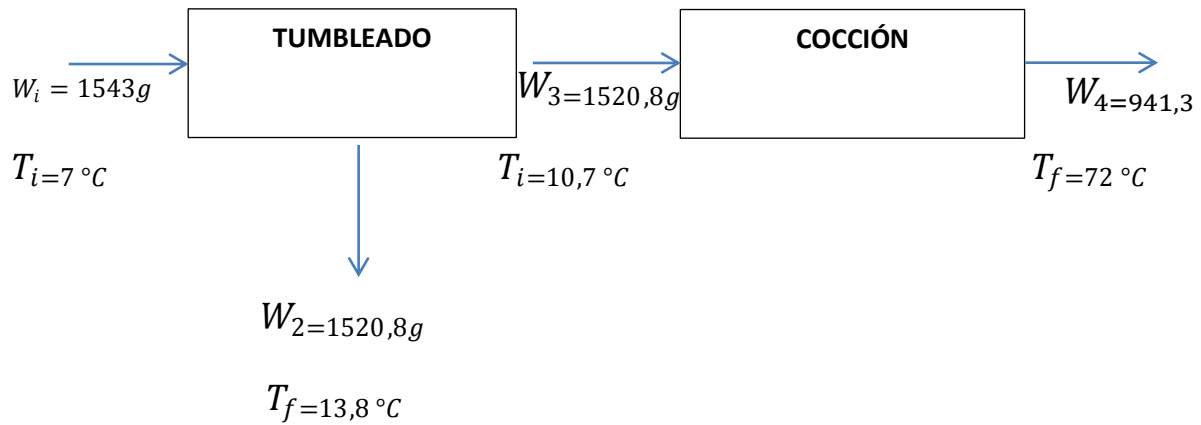 TUMBLEADO
COCCIÓN
W_i = 1543g
W_3=1520,8g
W_4=941,3
T_i=7 °C
T_i=10,7 °C
T_f=72 °C
W_2=1520,8g
T_f=13,8 °C